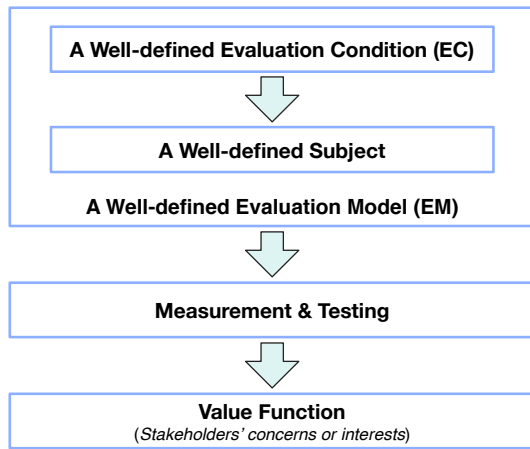 A Well-defined Evaluation Condition (EC)
A Well-defined Subject
A Well-defined Evaluation Model (EM)
Measurement & Testing
Value Function
(Stakeholders’ concerns or interests)